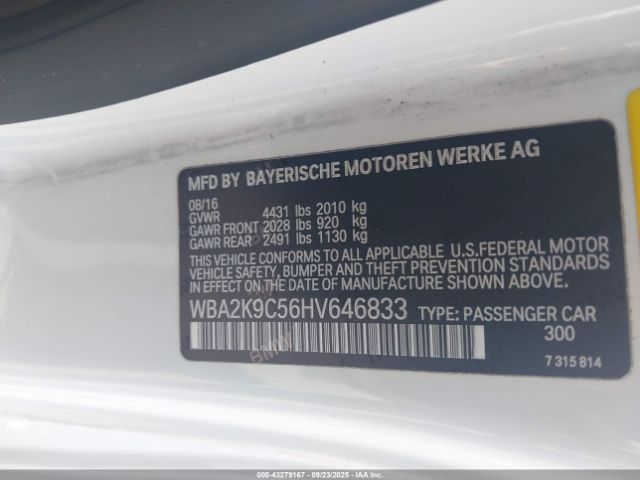 MFD BY BAYERISCHE MOTOREN WERKE AG
08/16
GVWR 4431 lbs 2010 kg
GAWR FRONT 2028 lbs 920 kg
GAWR REAR 2491 lbs 1130 kg
THIS VEHICLE CONFORMS TO ALL APPLICABLE U.S.FEDERAL MOTOR
VEHICLE SAFETY, BUMPER, AND THEFT PREVENTION STANDARDS
IN EFFECT ON THE DATE OF MANUFACTURE SHOWN ABOVE.
WBA2K9C56HV646833 TYPE: PASSENGER CAR
300
7 315 814
000-43279167 - 09/23/2025 - IAAI.COM